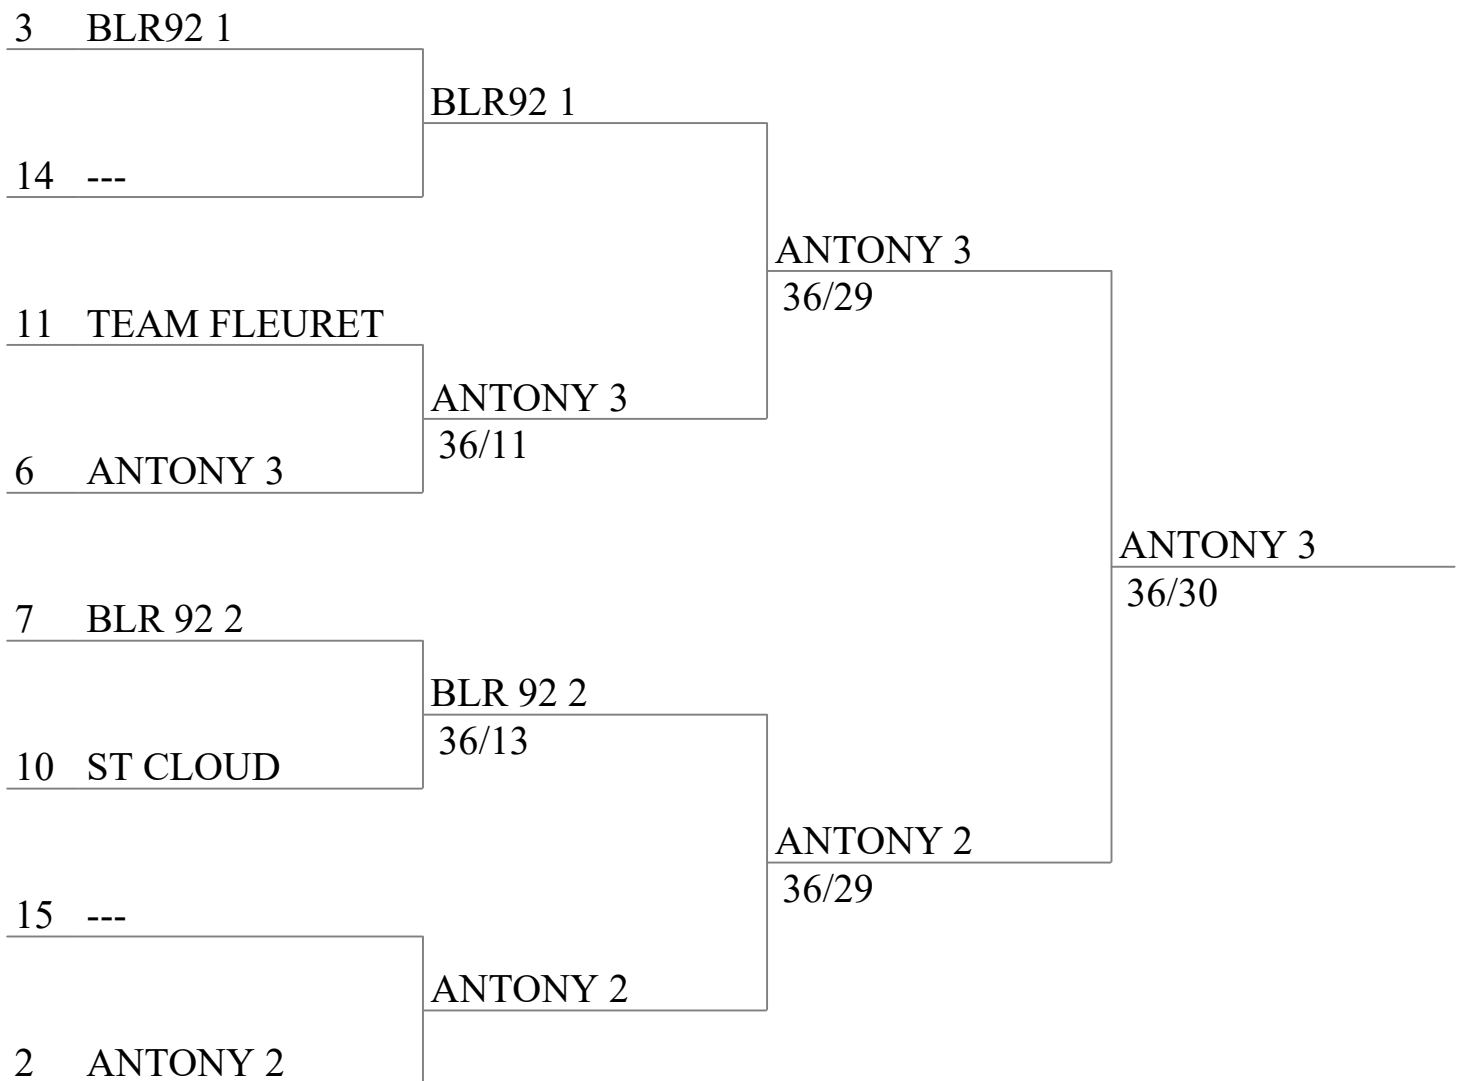 3 BLR92 1
BLR92 1
14 ---
ANTONY 3
36/29
11 TEAM FLEURET
ANTONY 3
36/11
6 ANTONY 3
ANTONY 3
36/30
7 BLR 92 2
BLR 92 2
36/13
10 ST CLOUD
ANTONY 2
36/29
15 ---
ANTONY 2
2 ANTONY 2